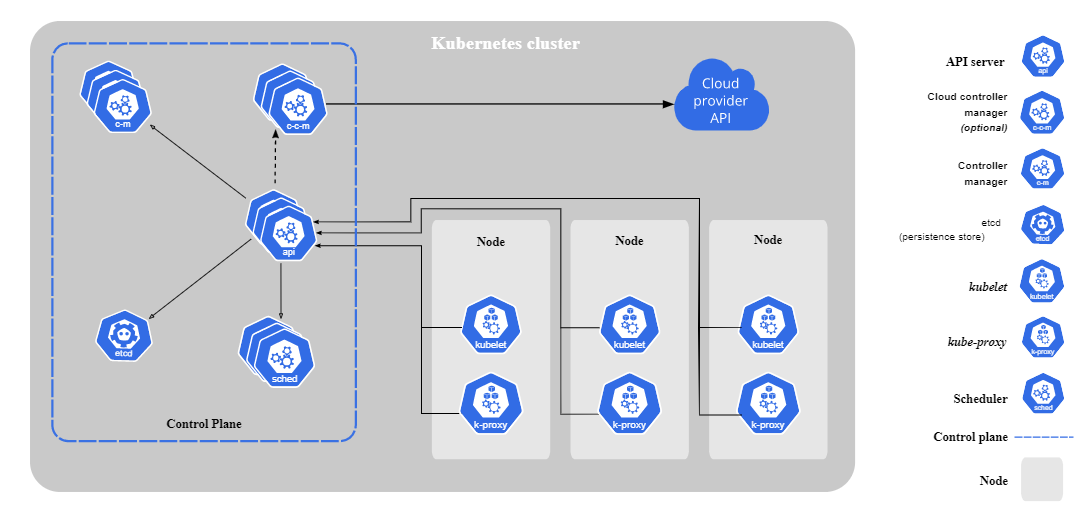 Kubernetes cluster
c-m
c-c-m
Cloud
provider
API
api
etcd
sched
Control Plane
Node
kubelet
k-proxy
Node
kubelet
k-proxy
Node
kubelet
k-proxy
API server
api
Cloud controller
manager
(optional)
c-c-m
Controller
manager
c-m
etcd
(persistence store)
etcd
kubelet
kubelet
kube-proxy
k-proxy
Scheduler
sched
Control plane
Node